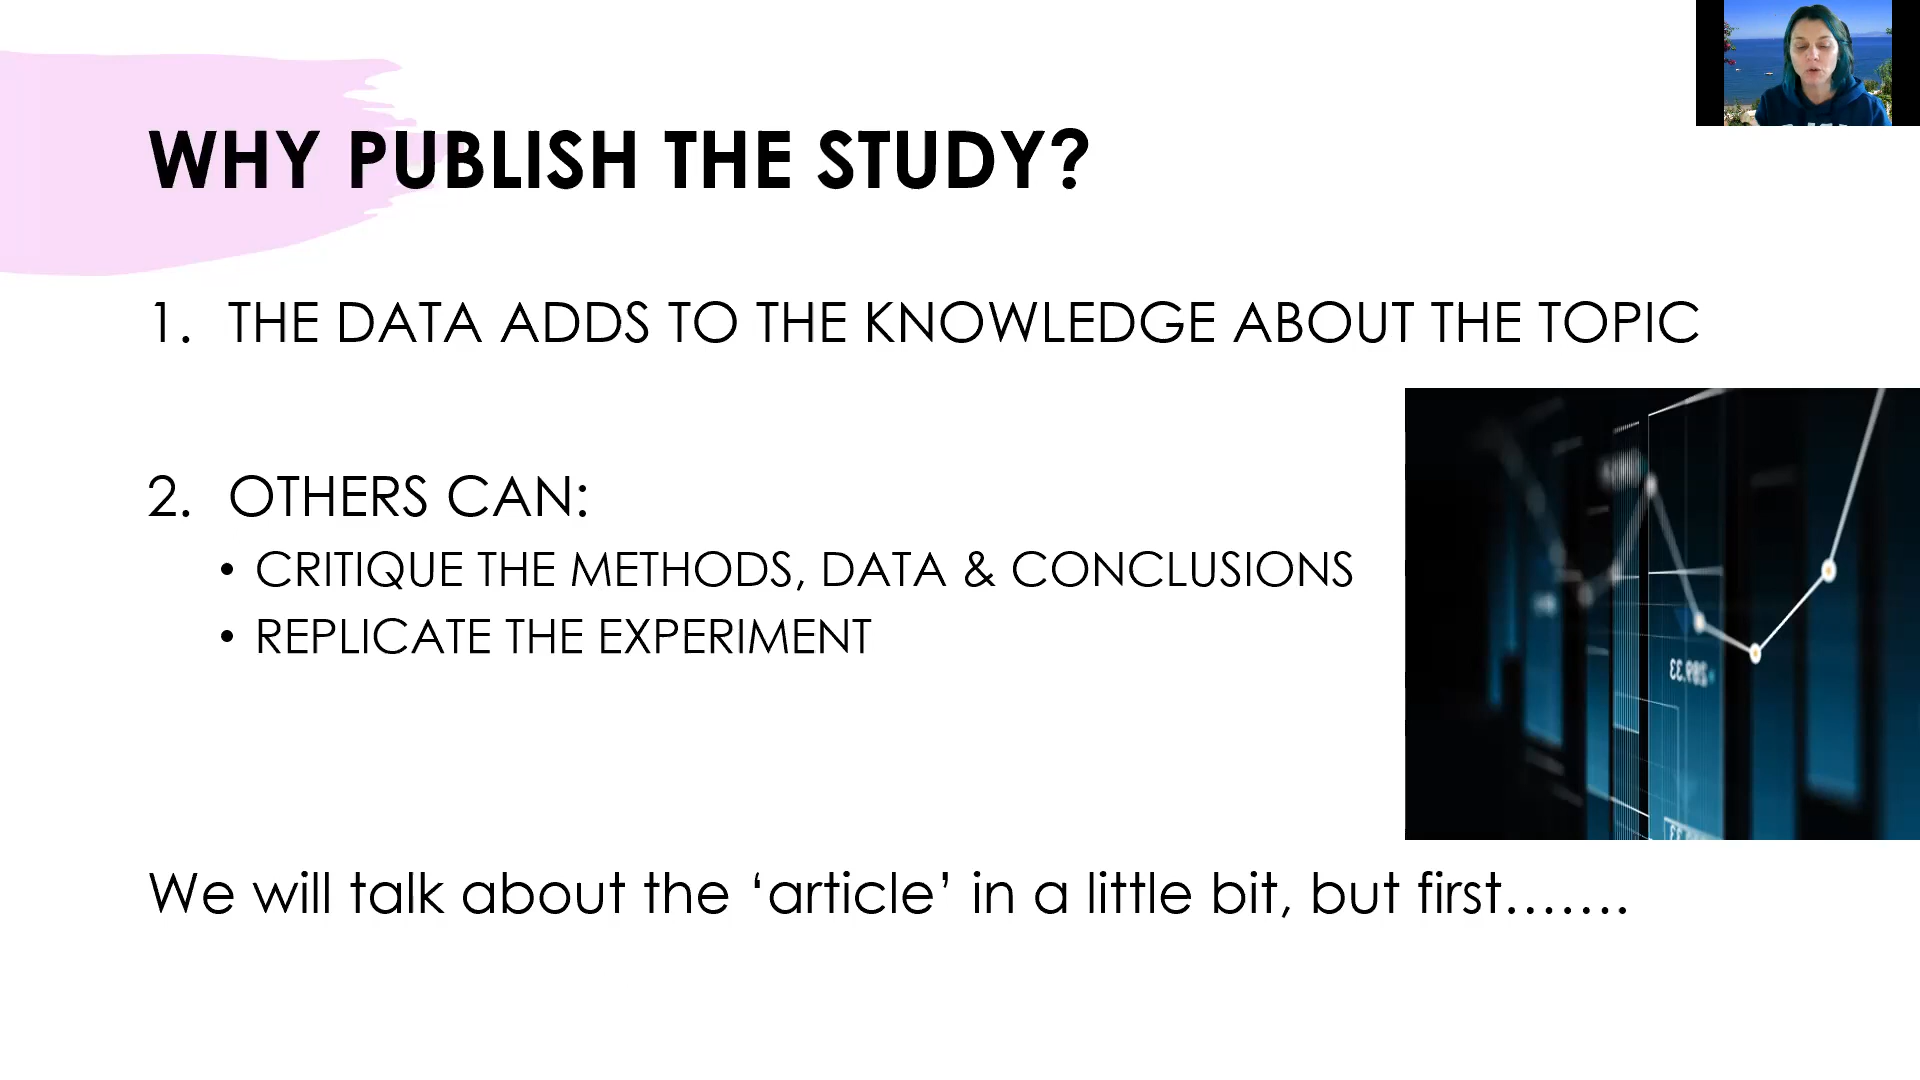 WHY PUBLISH THE STUDY?
1. THE DATA ADDS TO THE KNOWLEDGE ABOUT THE TOPIC
2. OTHERS CAN:
• CRITIQUE THE METHODS, DATA & CONCLUSIONS
• REPLICATE THE EXPERIMENT
We will talk about the ‘article’ in a little bit, but first…….